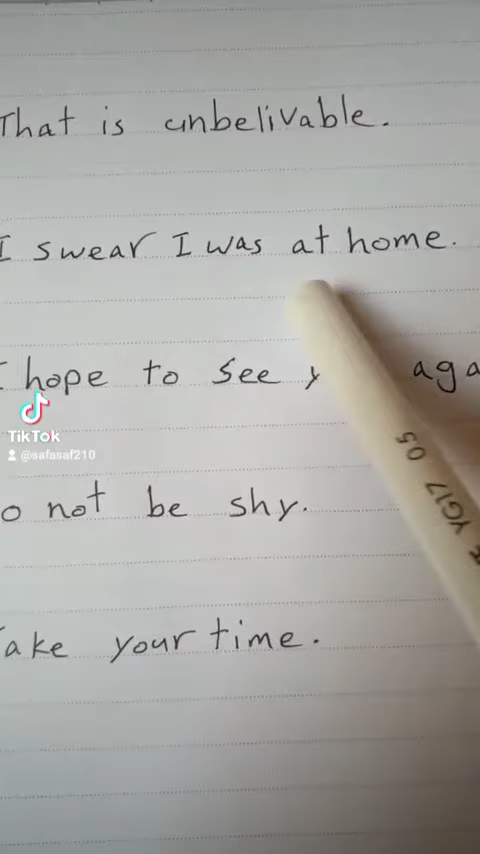 That is unbelivable.
I swear I was at home.
I hope to see aga
TikTok
@safasaf210
o not be shy.
ake your time.
YG17 05